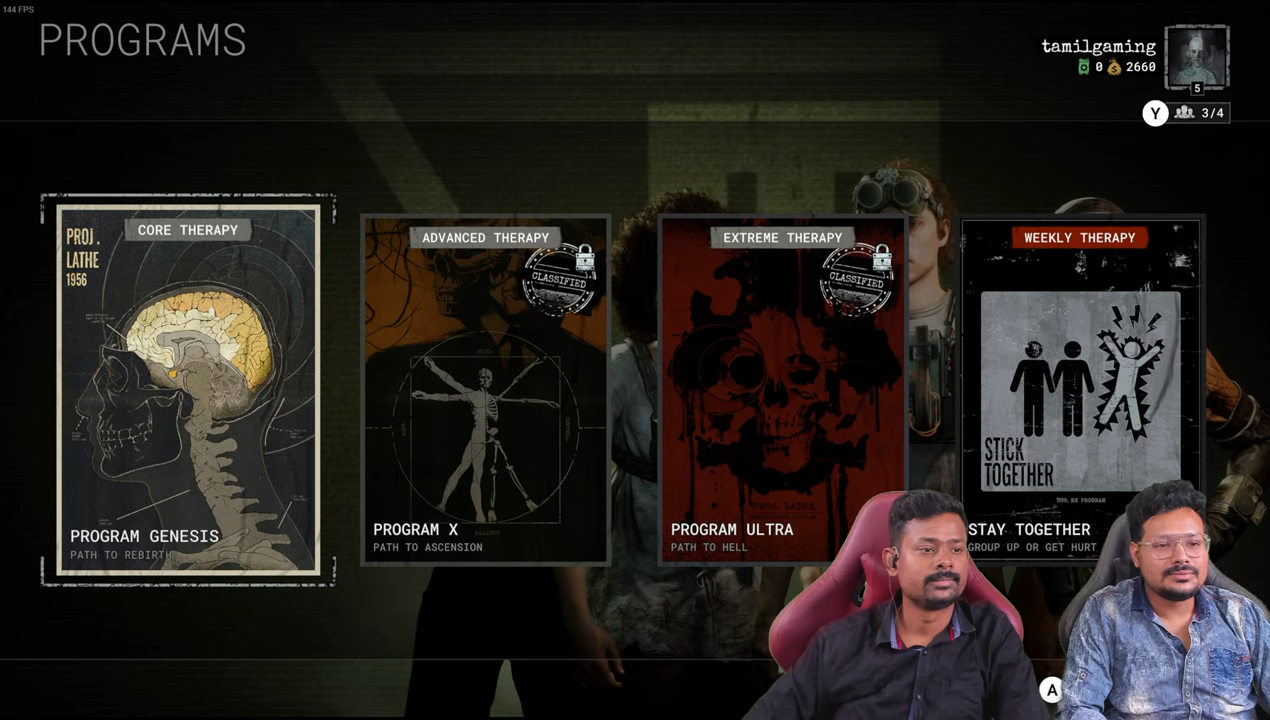 144 FPS
PROGRAMS
tamilgaming
0 2660
5
Y 3/4
CORE THERAPY
PROJ.
LATHE
1956
PROGRAM GENESIS
PATH TO REBIRTH
ADVANCED THERAPY
CLASSIFIED
PROGRAM X
PATH TO ASCENSION
EXTREME THERAPY
CLASSIFIED
PROJ. LATHE
PROGRAM ULTRA
PATH TO HELL
WEEKLY THERAPY
STICK
TOGETHER
STAY TOGETHER
GROUP UP OR GET HURT
A